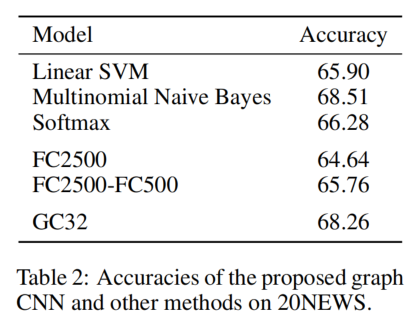 Model Accuracy
Linear SVM 65.90
Multinomial Naive Bayes 68.51
Softmax 66.28
FC2500 64.64
FC2500-FC500 65.76
GC32 68.26
Table 2: Accuracies of the proposed graph
CNN and other methods on 20NEWS.